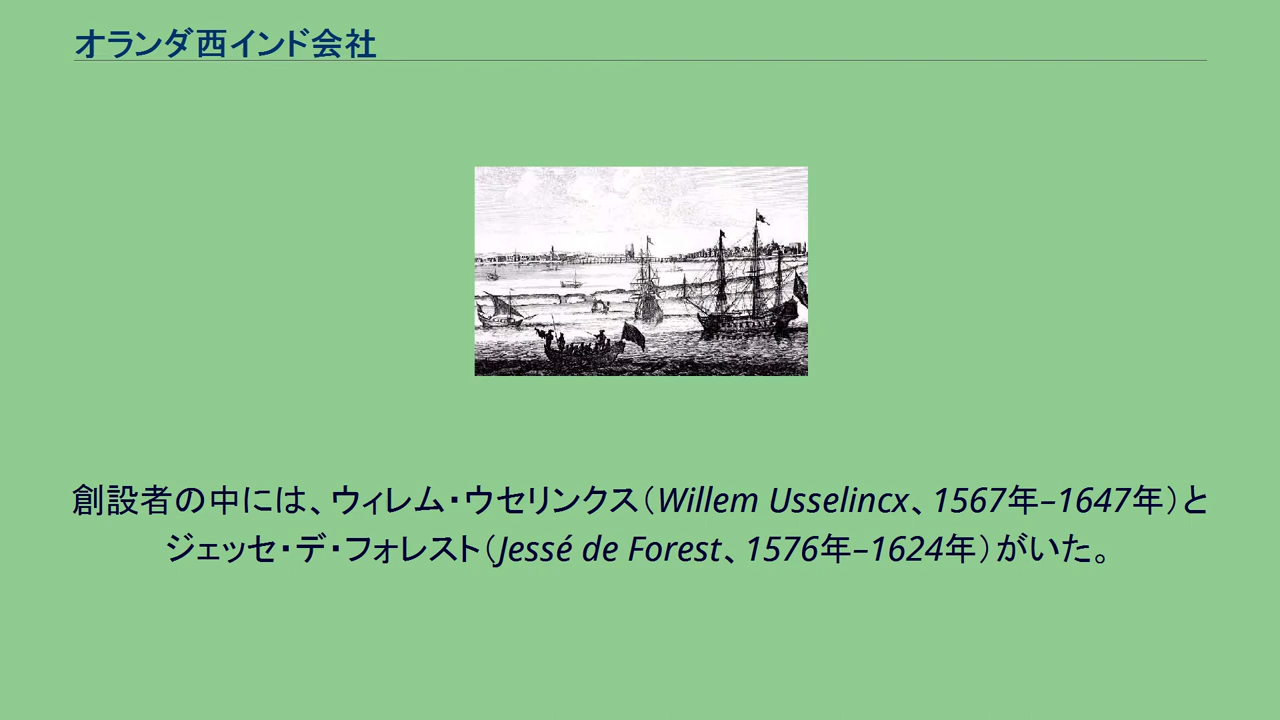 オランダ西インド会社
創設者の中には、ウィレム・ウセリンクス（Willem Usselincx、1567年–1647年）と
ジェッセ・デ・フォレスト（Jessé de Forest、1576年–1624年）がいた。